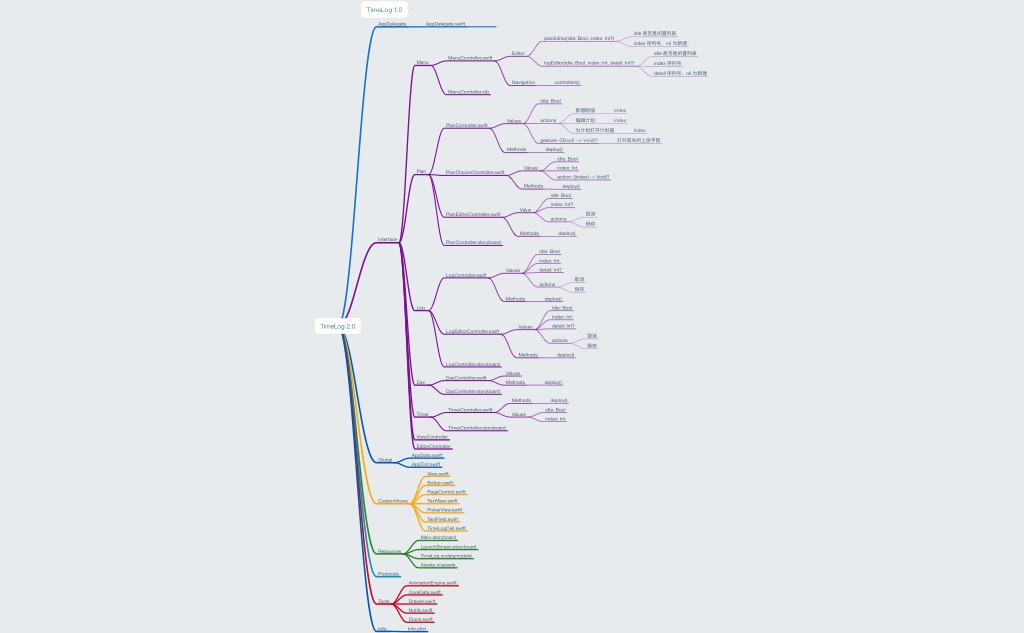 TimeLog 1.0
AppDelegate
AppDelegate.swift
TimeLog 2.0
Interface
Menu
MenuController.swift
Editor
planEditor(idle: Bool, index: Int?)
idle 是否是闲置列表
index 序列号，nil 为新建
logEditor(idle: Bool, index: Int, detail: Int?)
idle 是否是闲置列表
index 序列号
detail 序列号，nil 为新建
Navigation
controllers()
MenuController.xib
Plan
PlanController.swift
Values
idle: Bool
actions
index
编辑计划
index
为计划打开计时器
index
gesture: ((Bool) -> Void)?
打开或关闭上排手势
Methods
deploy()
PlanChooserController.swift
Values
idle: Bool
index: Int
action: ((index) -> Void)?
Methods
deploy()
PlanEditorController.swift
Value
idle: Bool
index: Int?
actions
取消
保存
Methods
deploy()
PlanController.storyboard
Log
LogController.swift
Values
idle: Bool
index: Int
detail: Int?
actions
取消
保存
Methods
deploy()
LogEditorController.swift
Values
idle: Bool
index: Int
detail: Int?
actions
取消
保存
Methods
deploy()
LogController.storyboard
Day
DayController.swift
Values
Methods
deploy()
DayController.storyboard
Timer
TimerController.swift
Methods
deploy()
Values
idle: Bool
index: Int
TimerController.storyboard
ViewController
EditorController
Global
AppData.swift
AppTint.swift
CustomViews
View.swift
Button.swift
PageControl.swift
TextView.swift
PickerView.swift
TextField.swift
TimeLogCell.swift
Resources
Main.storyboard
LaunchScreen.storyboard
TimeLog.xcdatamodeld
Assets.xcassets
Protocols
Tools
AnimationEngine.swift
CoreData.swift
Drawer.swift
Notify.swift
Clock.swift
Info
Info.plist